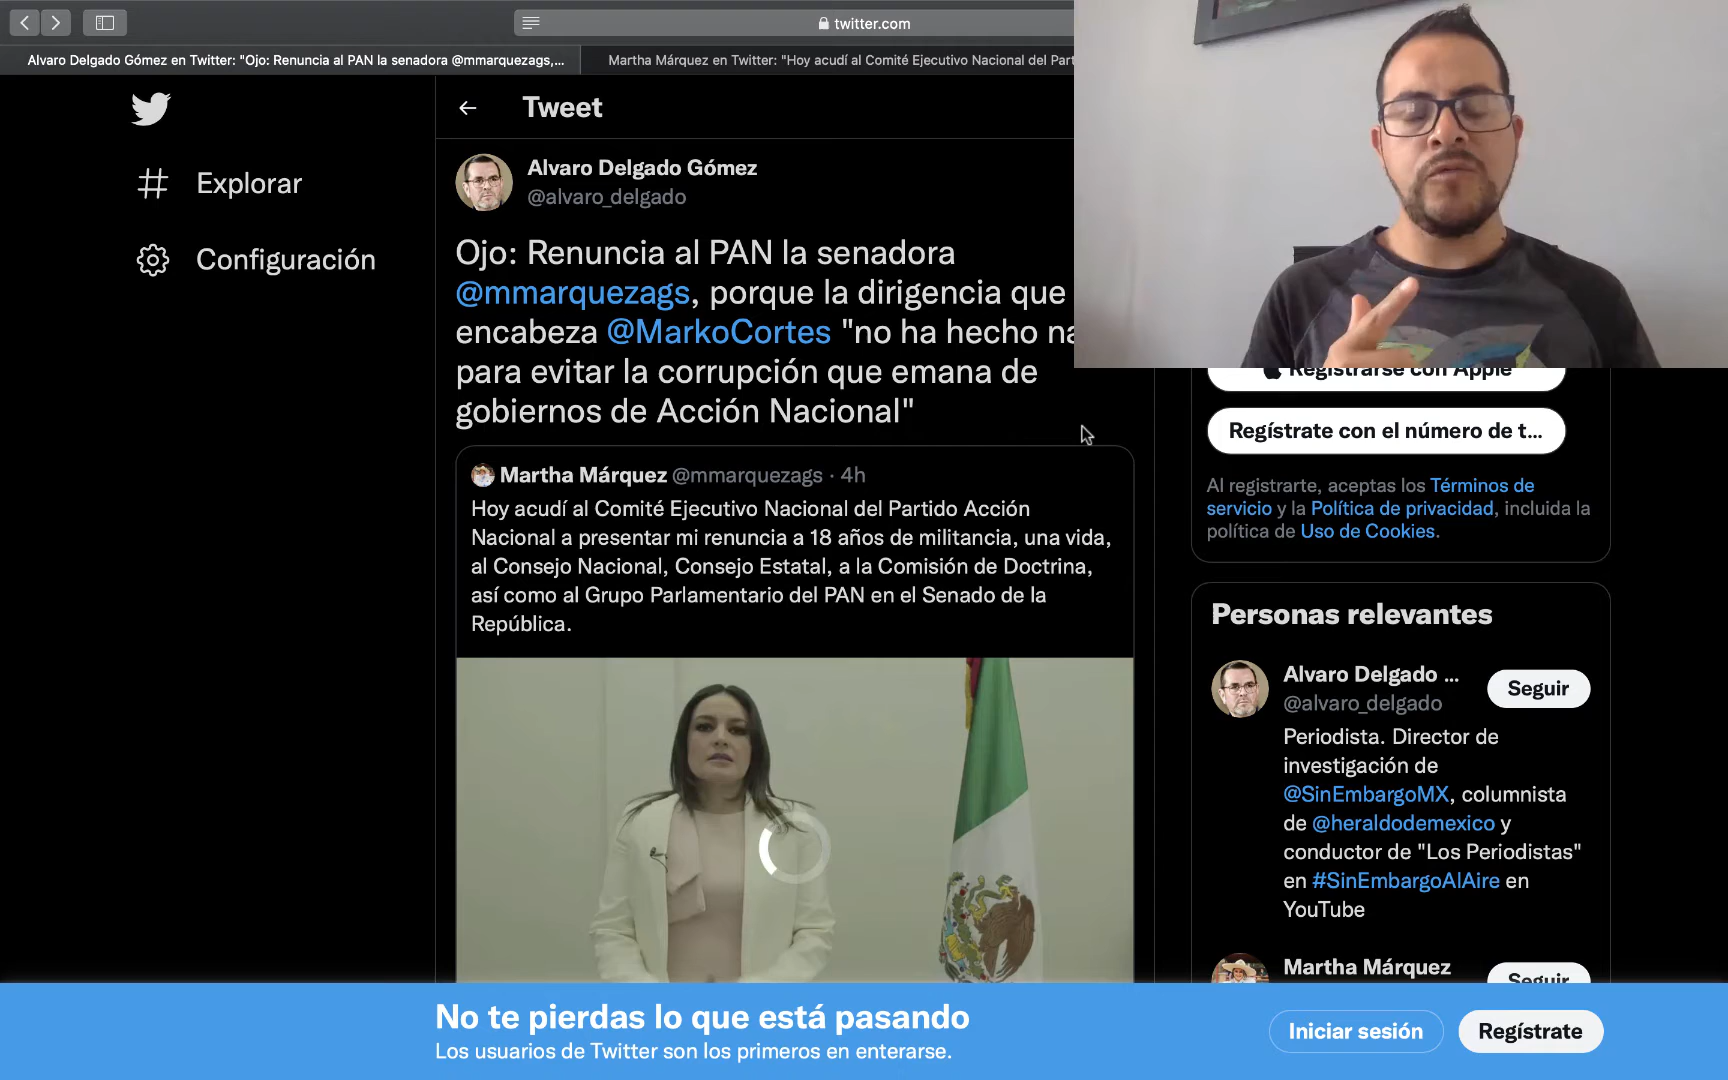 twitter.com
Alvaro Delgado Gómez en Twitter: "Ojo: Renuncia al PAN la senadora @mmarquezags,...
Martha Márquez en Twitter: "Hoy acudí al Comité Ejecutivo Nacional del
Tweet
Explorar
Configuración
Alvaro Delgado Gómez
@alvaro_delgado
Ojo: Renuncia al PAN la senadora
@mmarquezags, porque la dirigencia que
encabeza @MarkoCortes "no ha hecho
para evitar la corrupción que emana de
gobiernos de Acción Nacional"
Martha Márquez @mmarquezags · 4h
Hoy acudí al Comité Ejecutivo Nacional del Partido Acción
Nacional a presentar mi renuncia a 18 años de militancia, una vida,
al Consejo Nacional, Consejo Estatal, a la Comisión de Doctrina,
así como al Grupo Parlamentario del PAN en el Senado de la
República.
Registrarse con Apple
Regístrate con el número de t...
Al registrarte, aceptas los Términos de
servicio y la Política de privacidad, incluida la
política de Uso de Cookies.
Personas relevantes
Alvaro Delgado ...
@alvaro_delgado
Seguir
Periodista. Director de
investigación de
@SinEmbargoMX, columnista
de @heraldodemexico y
conductor de "Los Periodistas"
en #SinEmbargoAlAire en
YouTube
Martha Márquez
Seguir
No te pierdas lo que está pasando
Los usuarios de Twitter son los primeros en enterarse.
Iniciar sesión
Regístrate